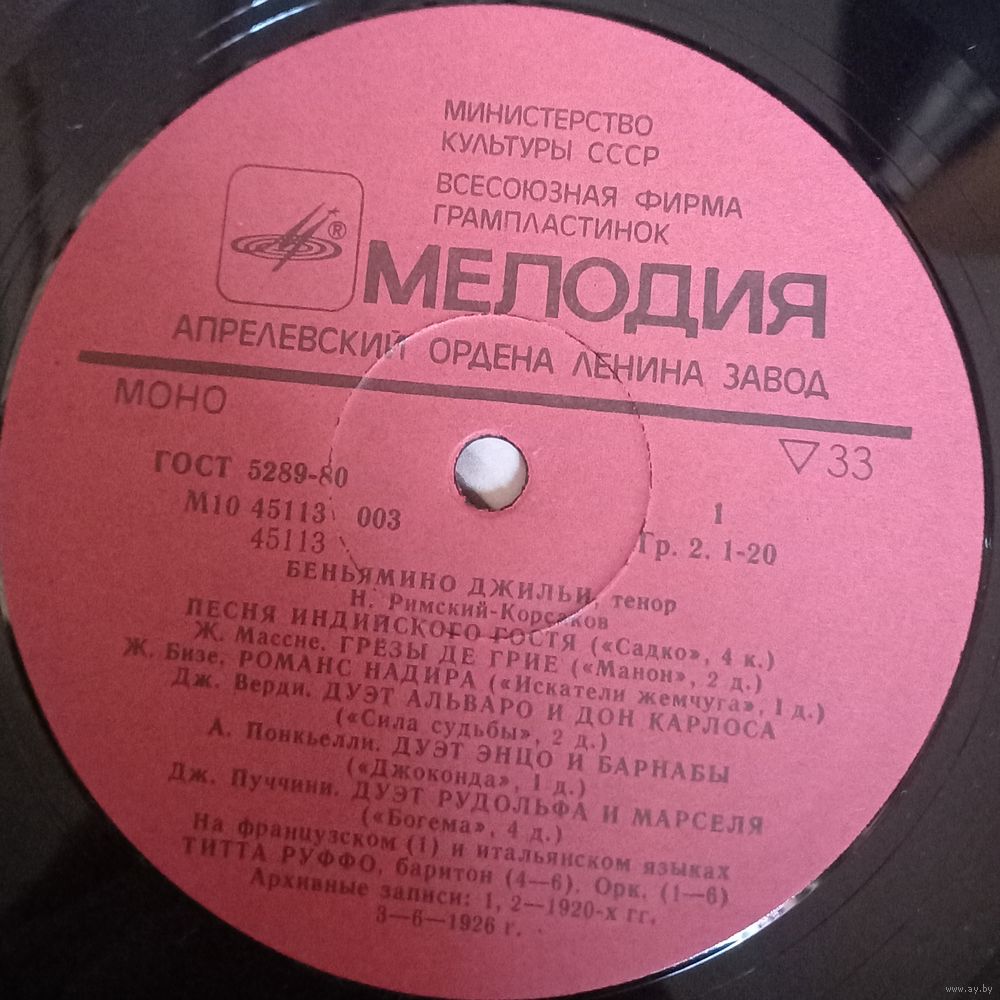 МИНИСТЕРСТВО
КУЛЬТУРЫ СССР
ВСЕСОЮЗНАЯ ФИРМА
ГРАМПЛАСТИНОК
®
МЕЛОДИЯ
АПРЕЛЕВСКИЙ ОРДЕНА ЛЕНИНА ЗАВОД
МОНО
33
ГОСТ 5289-80
М10 45113 003
1
45113
Гр. 2. 1-20
БЕНЬЯМИНО ДЖИЛЬИ, тенор
Н. Римский-Корсаков
ПЕСНЯ ИНДИЙСКОГО ГОСТЯ («Садко», 4 к.)
Ж. Массне. ГРЁЗЫ ДЕ ГРИЕ («Манон», 2 д.)
Ж. Бизе. РОМАНС НАДИРА («Искатели жемчуга», 1 д.)
Дж. Верди. ДУЭТ АЛЬВАРО И ДОН КАРЛОСА
(«Сила судьбы», 2 д.)
А. Понкьелли. ДУЭТ ЭНЦО И БАРНАБЫ
(«Джоконда», 1 д.)
Дж. Пуччини. ДУЭТ РУДОЛЬФА И МАРСЕЛЯ
(«Богема», 4 д.)
На французском (1) и итальянском языках
ТИТТА РУФФО, баритон (4—6). Орк. (1—6)
Архивные записи: 1, 2—1920-х гг.
3—6—1926 г.
www.ay.by